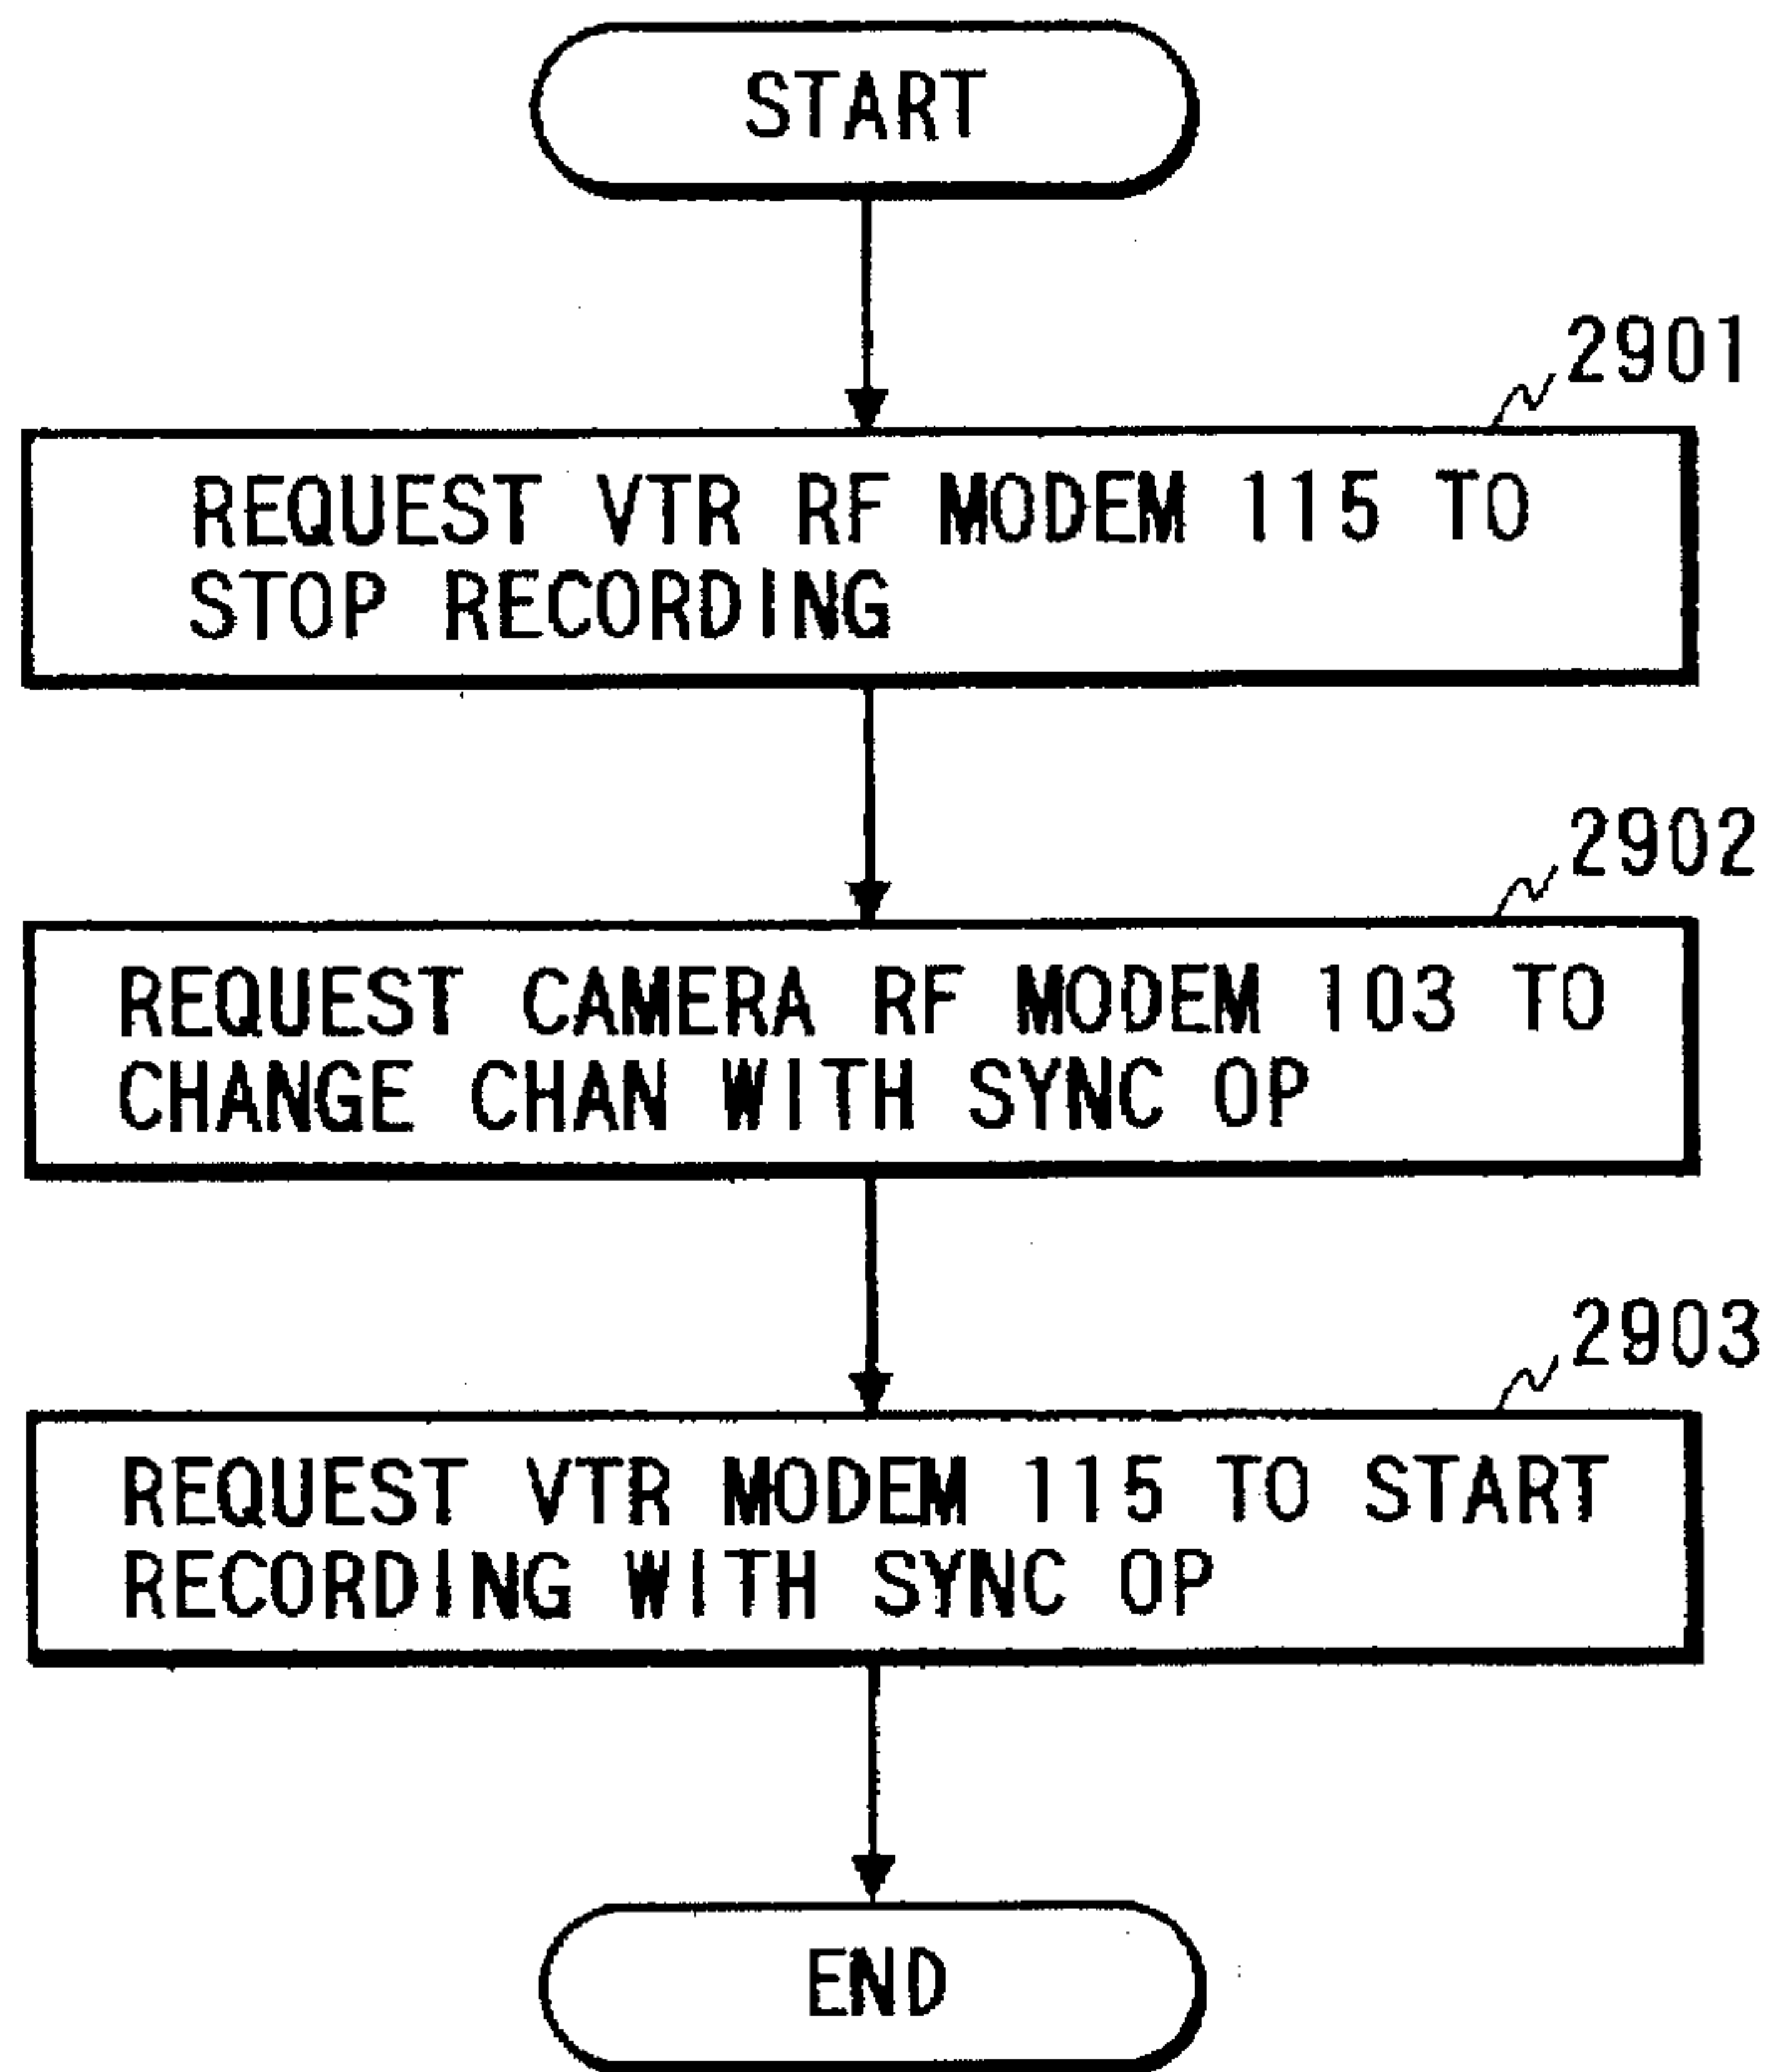 START
2901
REQUEST VTR RF MODEM 115 TO
STOP RECORDING
2902
REQUEST CAMERA RF MODEM 103 TO
CHANGE CHAN WITH SYNC OP
2903
REQUEST VTR MODEM 115 TO START
RECORDING WITH SYNC OP
END